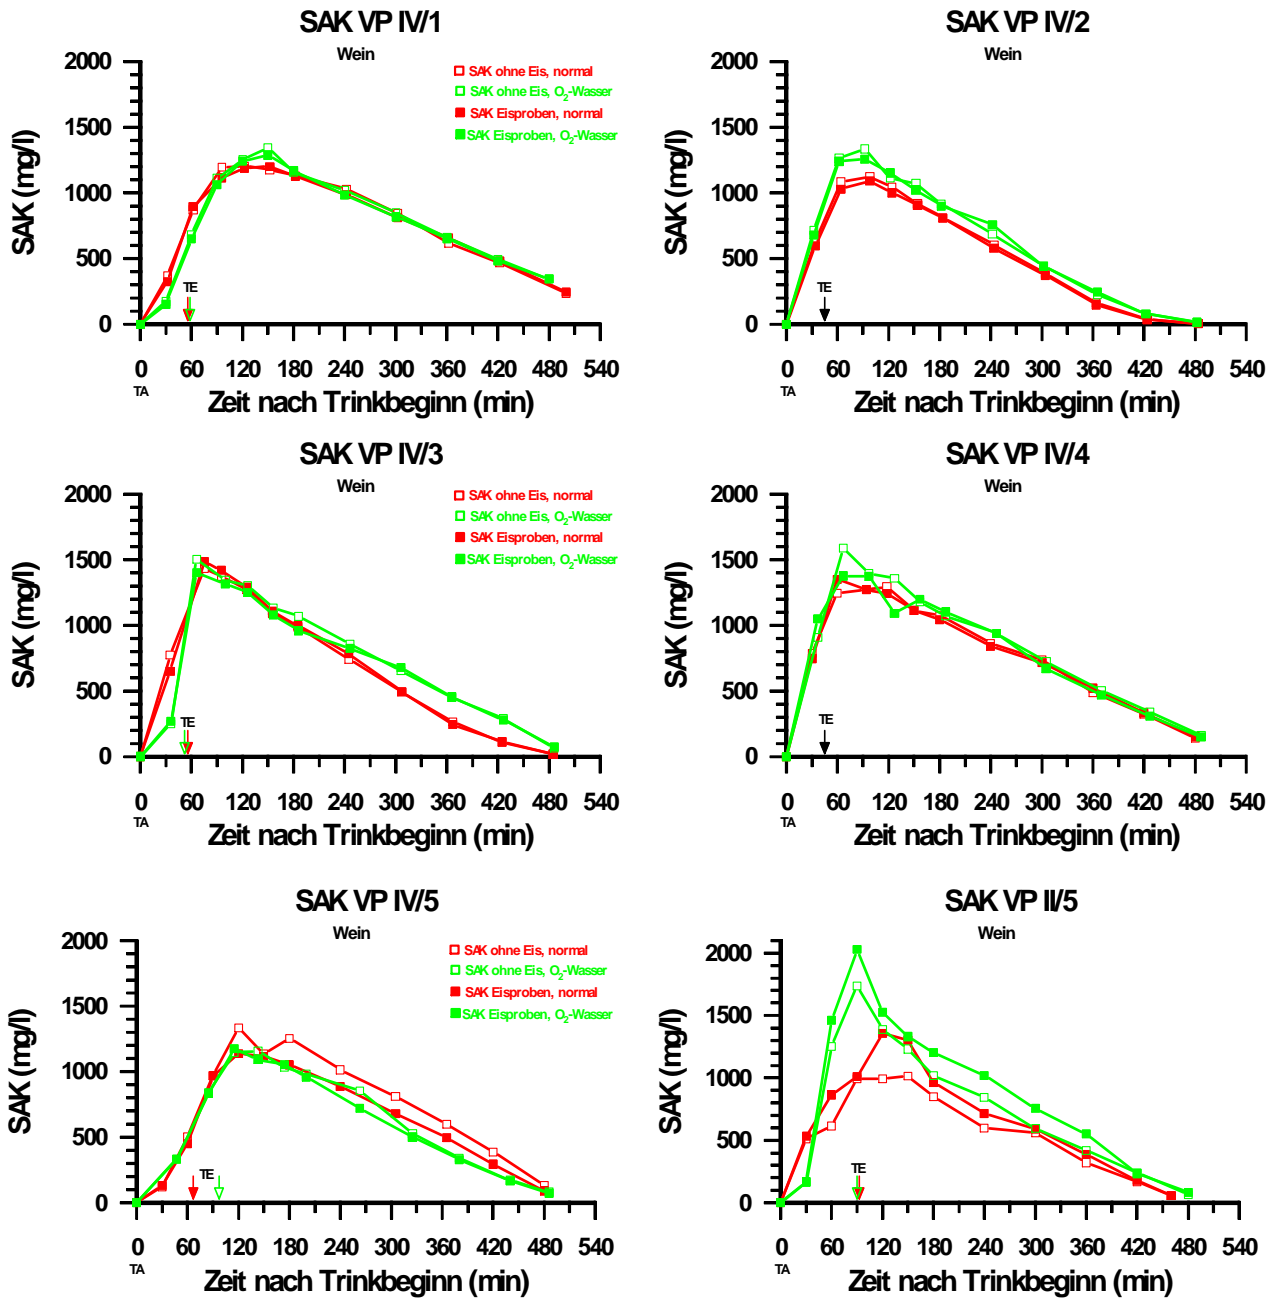 SAK VP IV/1
Wein
SAK ohne Eis, normal
SAK ohne Eis, O2-Wasser
SAK Eisproben, normal
SAK Eisproben, O2-Wasser
SAK (mg/l)
2000
1500
1000
500
0
TE
0 60 120 180 240 300 360 420 480 540
TA
Zeit nach Trinkbeginn (min)
SAK VP IV/2
Wein
SAK (mg/l)
2000
1500
1000
500
0
TE
0 60 120 180 240 300 360 420 480 540
TA
Zeit nach Trinkbeginn (min)
SAK VP IV/3
Wein
SAK ohne Eis, normal
SAK ohne Eis, O2-Wasser
SAK Eisproben, normal
SAK Eisproben, O2-Wasser
SAK (mg/l)
2000
1500
1000
500
0
TE
0 60 120 180 240 300 360 420 480 540
TA
Zeit nach Trinkbeginn (min)
SAK VP IV/4
Wein
SAK (mg/l)
2000
1500
1000
500
0
TE
0 60 120 180 240 300 360 420 480 540
TA
Zeit nach Trinkbeginn (min)
SAK VP IV/5
Wein
SAK ohne Eis, normal
SAK ohne Eis, O2-Wasser
SAK Eisproben, normal
SAK Eisproben, O2-Wasser
SAK (mg/l)
2000
1500
1000
500
0
TE
0 60 120 180 240 300 360 420 480 540
TA
Zeit nach Trinkbeginn (min)
SAK VP II/5
Wein
SAK (mg/l)
2000
1500
1000
500
0
TE
0 60 120 180 240 300 360 420 480 540
TA
Zeit nach Trinkbeginn (min)